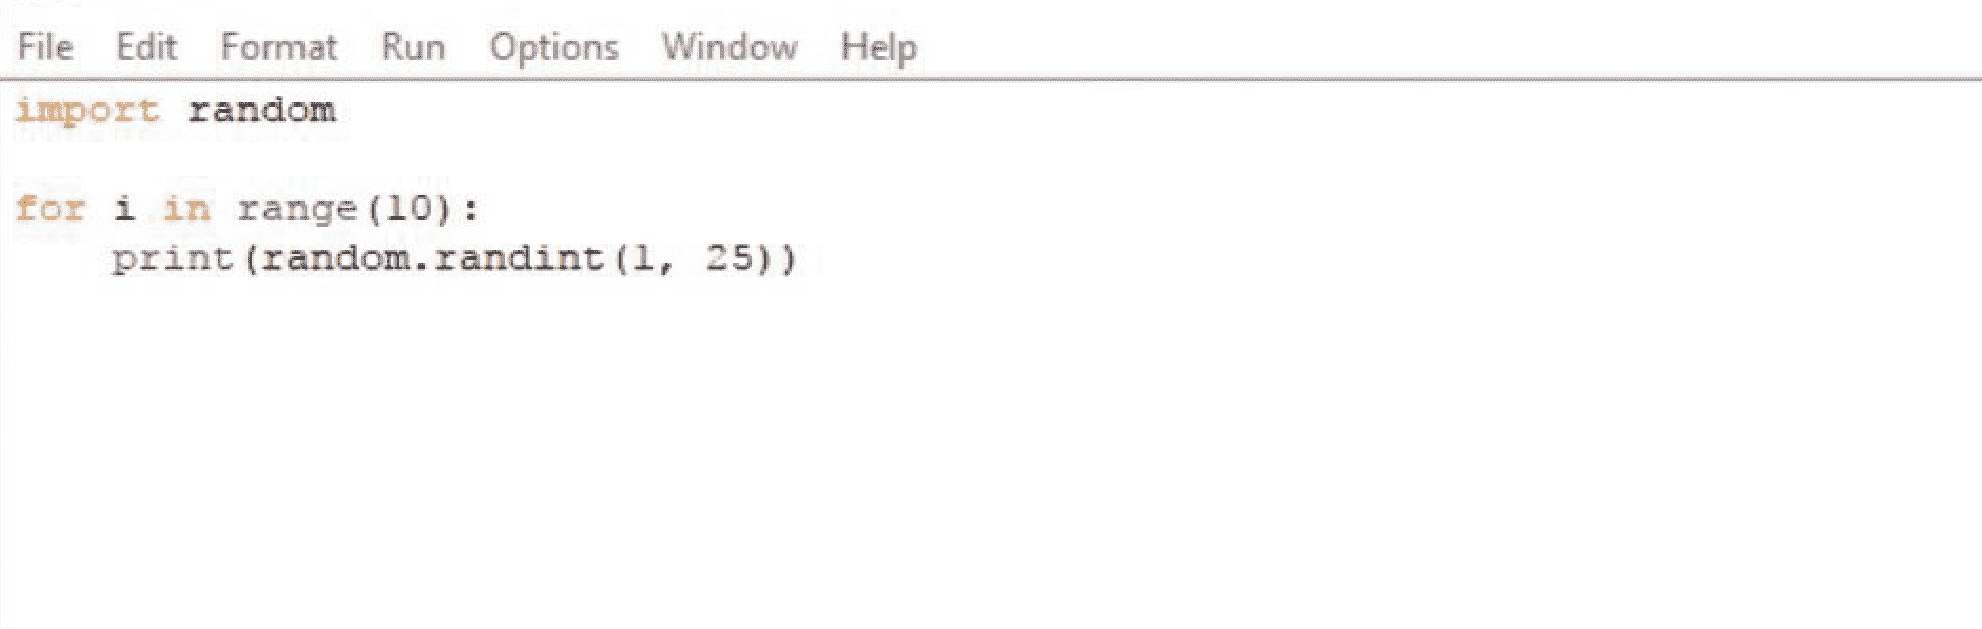 File Edit Format Run Options Window Help
import random
for i in range(10):
    print(random.randint(1, 25))